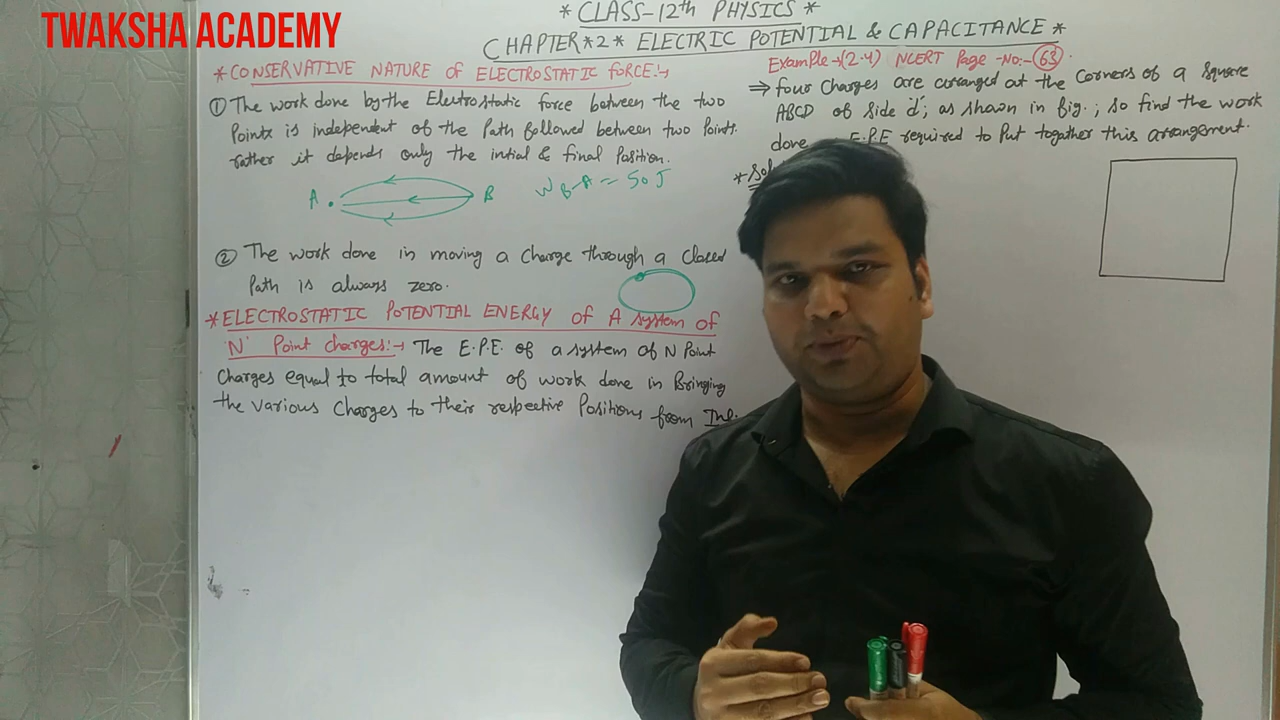 TWAKSHA ACADEMY
* CLASS-12th PHYSICS *
CHAPTER*2* ELECTRIC POTENTIAL & CAPACITANCE *
*CONSERVATIVE NATURE of ELECTROSTATIC force:→
① The work done by the Electrostatic force between the two
Points is independent of the Path followed between two Points.
rather it depends only the intial & final Position.
A B W B-A = 50 J
② The work done in moving a charge through a closed
Path is always zero.
*ELECTROSTATIC POTENTIAL ENERGY of A system of
'N' Point charges:→ The E.P.E. of a system of N Point
Charges equal to total amount of work done in Bringing
the various Charges to their respective Positions from Inf.
Example→(2.4) NCERT Page-No:-63.
⇒ four Charges are arranged at the Corners of a square
ABCD of side 'd'; as shown in fig.; so find the work
done E.P.E required to Put together this arrangement.
*Sol